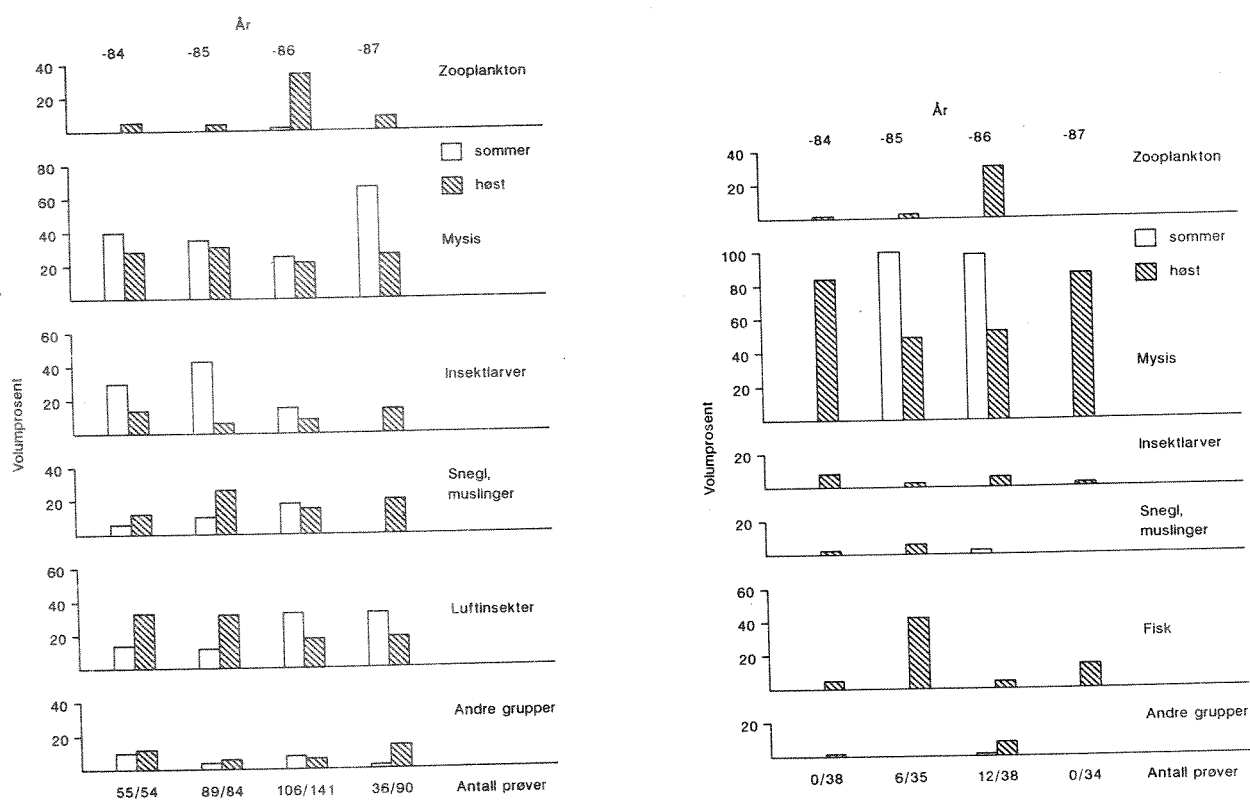 År
-84 -85 -86 -87
40
20
Zooplankton
sommer
høst
80
60
40
20
Mysis
60
40
20
Insektlarver
40
20
Snegl,
muslinger
60
40
20
Luftinsekter
40
20
Andre grupper
Volumprosent
55/54 89/84 106/141 36/90 Antall prøver
År
-84 -85 -86 -87
40
20
Zooplankton
sommer
høst
100
80
60
40
20
Mysis
20
Insektlarver
20
Snegl,
muslinger
60
40
20
Fisk
20
Andre grupper
Volumprosent
0/38 6/35 12/38 0/34 Antall prøver